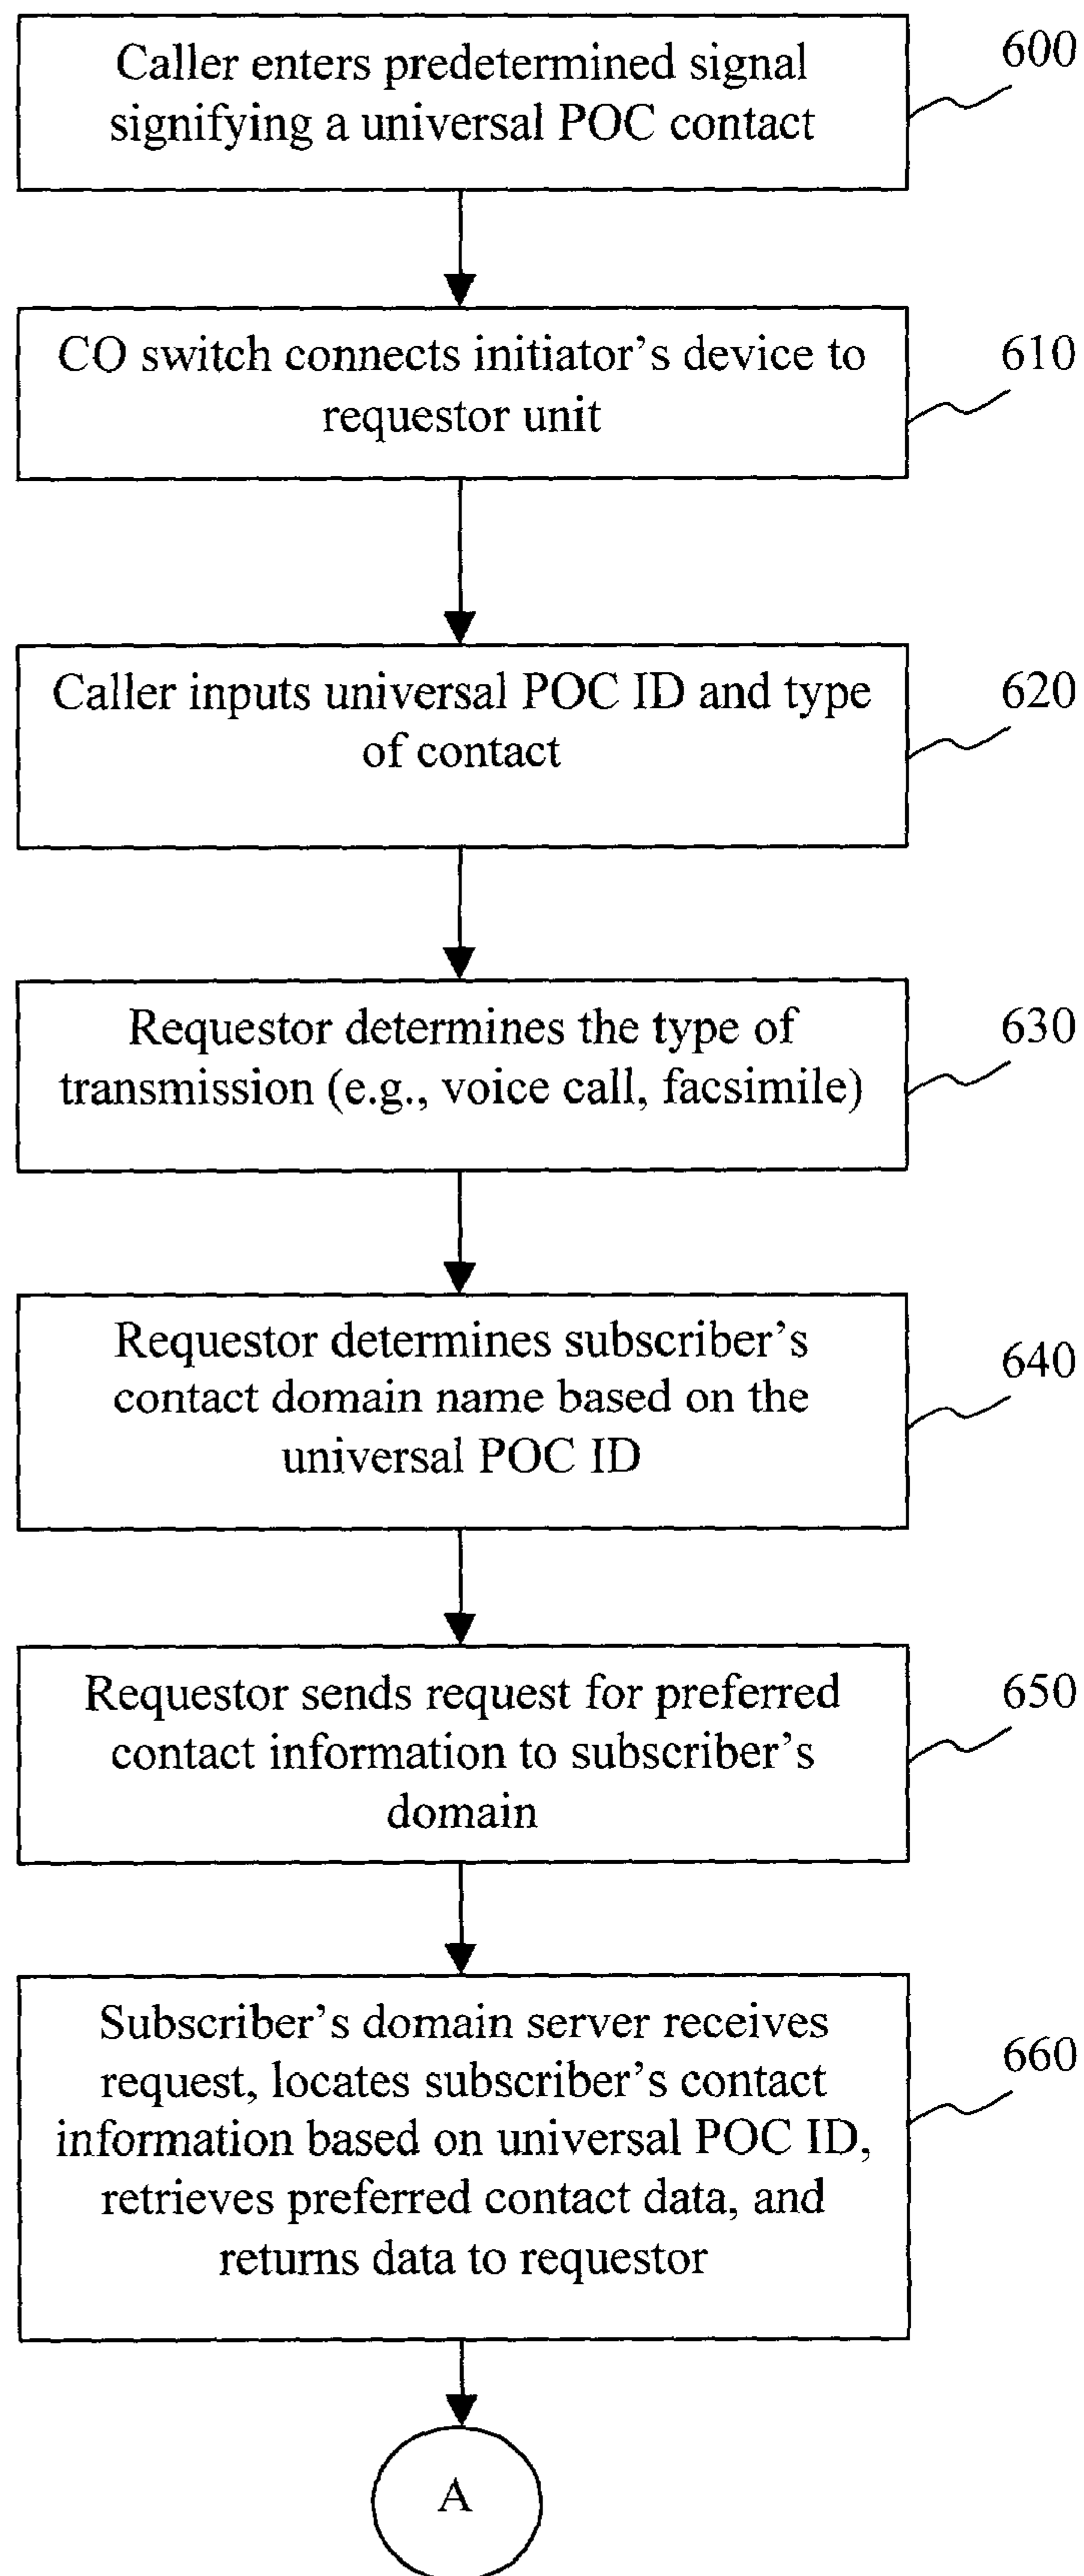 Caller enters predetermined signal
signifying a universal POC contact
600
CO switch connects initiator’s device to
requestor unit
610
Caller inputs universal POC ID and type
of contact
620
Requestor determines the type of
transmission (e.g., voice call, facsimile)
630
Requestor determines subscriber’s
contact domain name based on the
universal POC ID
640
Requestor sends request for preferred
contact information to subscriber’s
domain
650
Subscriber’s domain server receives
request, locates subscriber’s contact
information based on universal POC ID,
retrieves preferred contact data, and
returns data to requestor
660
A